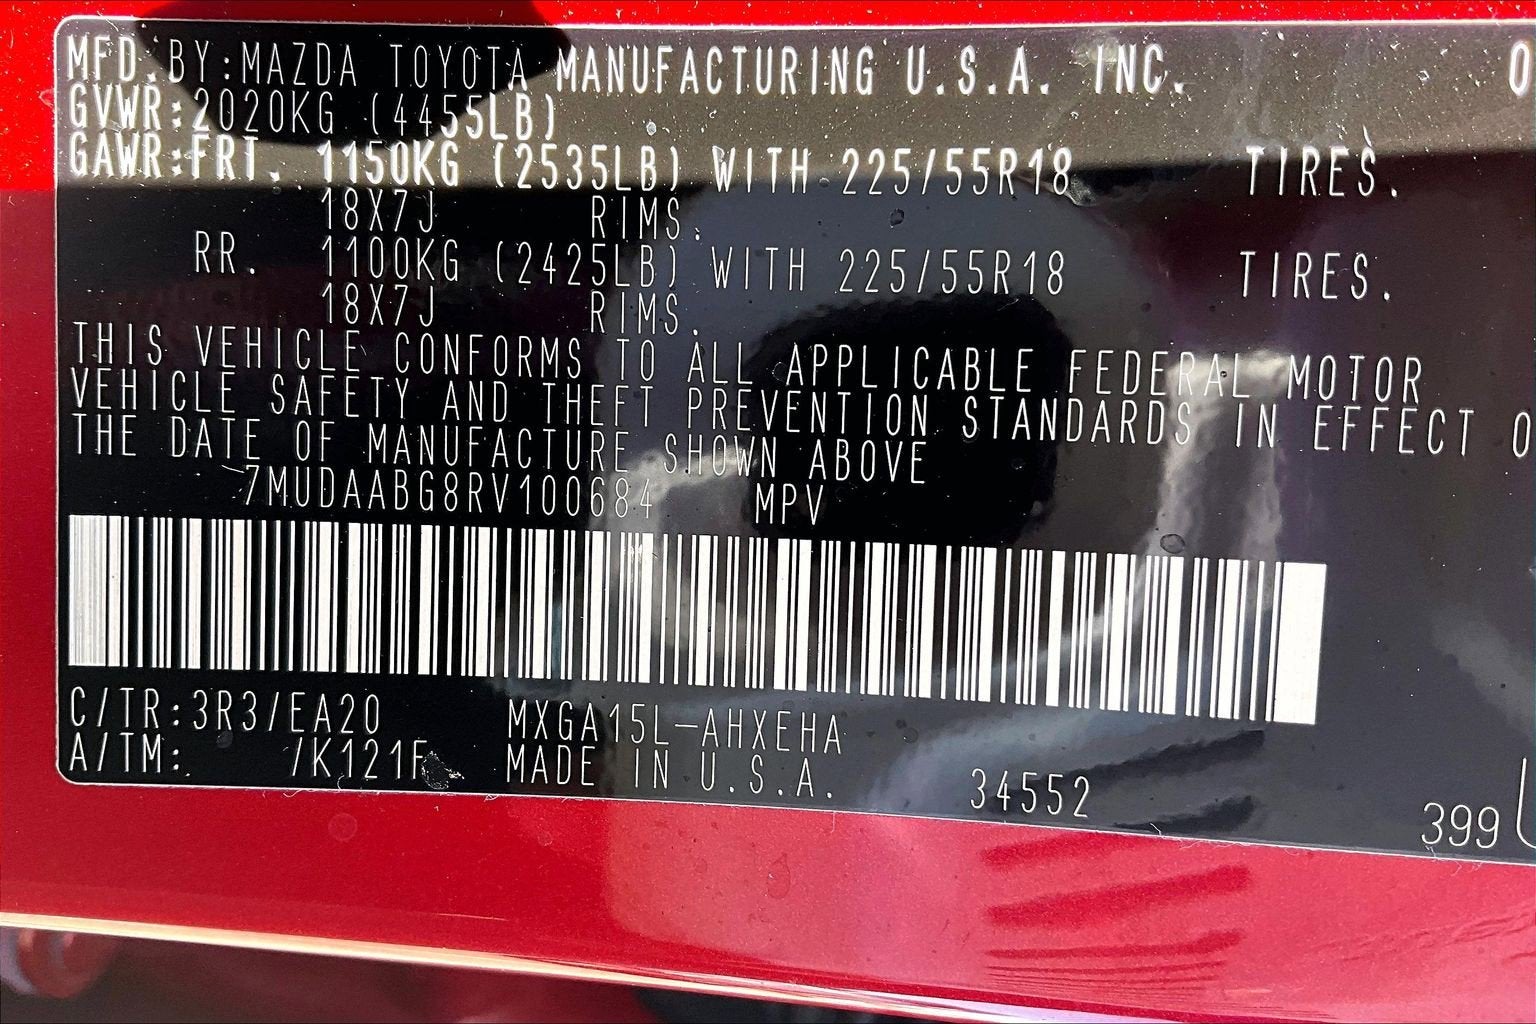 MFD.BY:MAZDA TOYOTA MANUFACTURING U.S.A. INC.
GVWR:2020KG (4455LB)
GAWR:FRT. 1150KG (2535LB) WITH 225/55R18 TIRES.
18X7J RIMS.
RR. 1100KG (2425LB) WITH 225/55R18 TIRES.
18X7J RIMS.
THIS VEHICLE CONFORMS TO ALL APPLICABLE FEDERAL MOTOR
VEHICLE SAFETY AND THEFT PREVENTION STANDARDS IN EFFECT
THE DATE OF MANUFACTURE SHOWN ABOVE
7MUDAABG8RV100684 MPV
C/TR:3R3/EA20 MXGA15L-AHXEHA
A/TM: /K121F MADE IN U.S.A. 34552 399